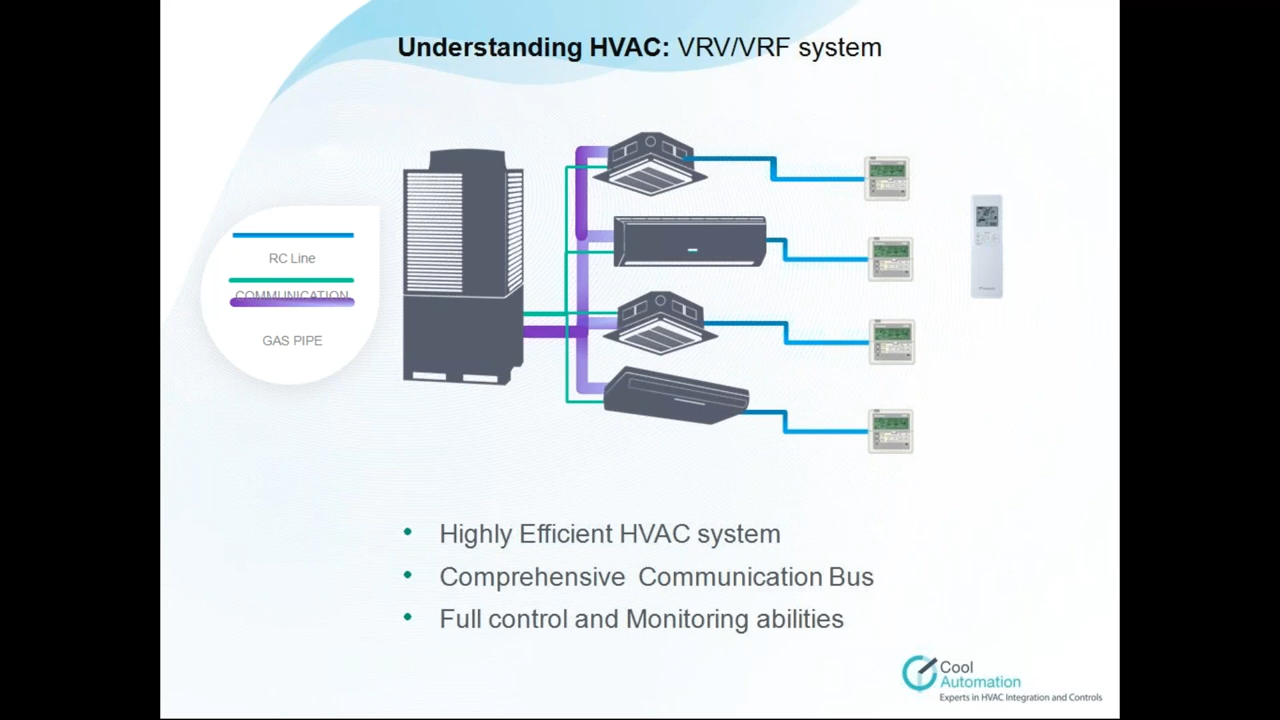 Understanding HVAC: VRV/VRF system
RC Line
COMMUNICATION
GAS PIPE
• Highly Efficient HVAC system
• Comprehensive Communication Bus
• Full control and Monitoring abilities
Cool
Automation
Experts in HVAC Integration and Controls